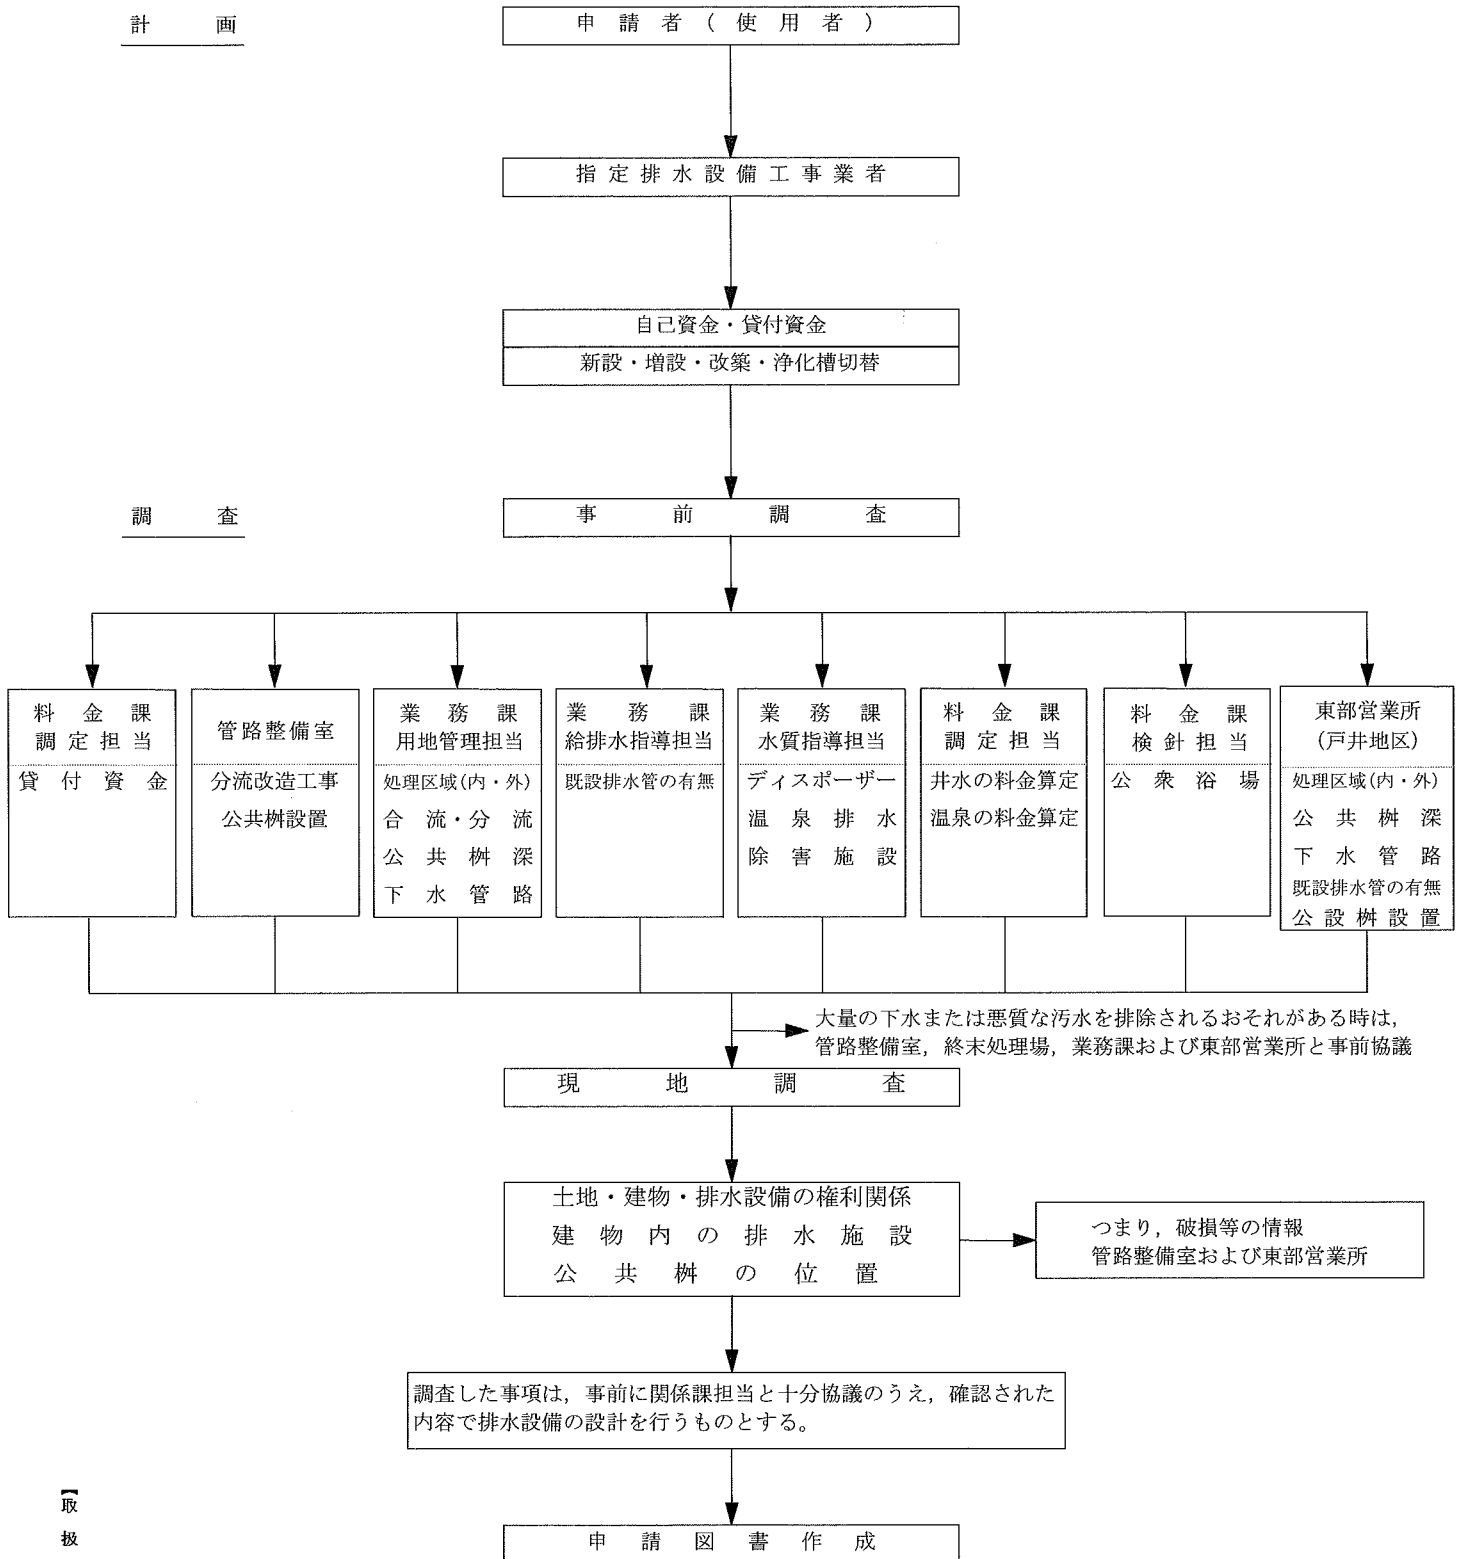 計画
申請者(使用者)
指定排水設備工事業者
自己資金・貸付資金
新設・増設・改築・浄化槽切替
調査
事前調査
料金課
調定担当
貸付資金
管路整備室
分流改造工事
公共桝設置
業務課
用地管理担当
処理区域(内・外)
合流・分流
公共桝深
下水管路
業務課
給排水指導担当
既設排水管の有無
業務課
水質指導担当
ディスポーザー
温泉排水
除害施設
料金課
調定担当
井水の料金算定
温泉の料金算定
料金課
検針担当
公衆浴場
東部営業所
(戸井地区)
処理区域(内・外)
公共桝深
下水管路
既設排水管の有無
公設桝設置
大量の下水または悪質な汚水を排除されるおそれがある時は,
管路整備室,終末処理場,業務課および東部営業所と事前協議
現地調査
土地・建物・排水設備の権利関係
建物内の排水施設
公共桝の位置
つまり,破損等の情報
管路整備室および東部営業所
調査した事項は,事前に関係課担当と十分協議のうえ,確認された
内容で排水設備の設計を行うものとする。
【取扱
申請図書作成